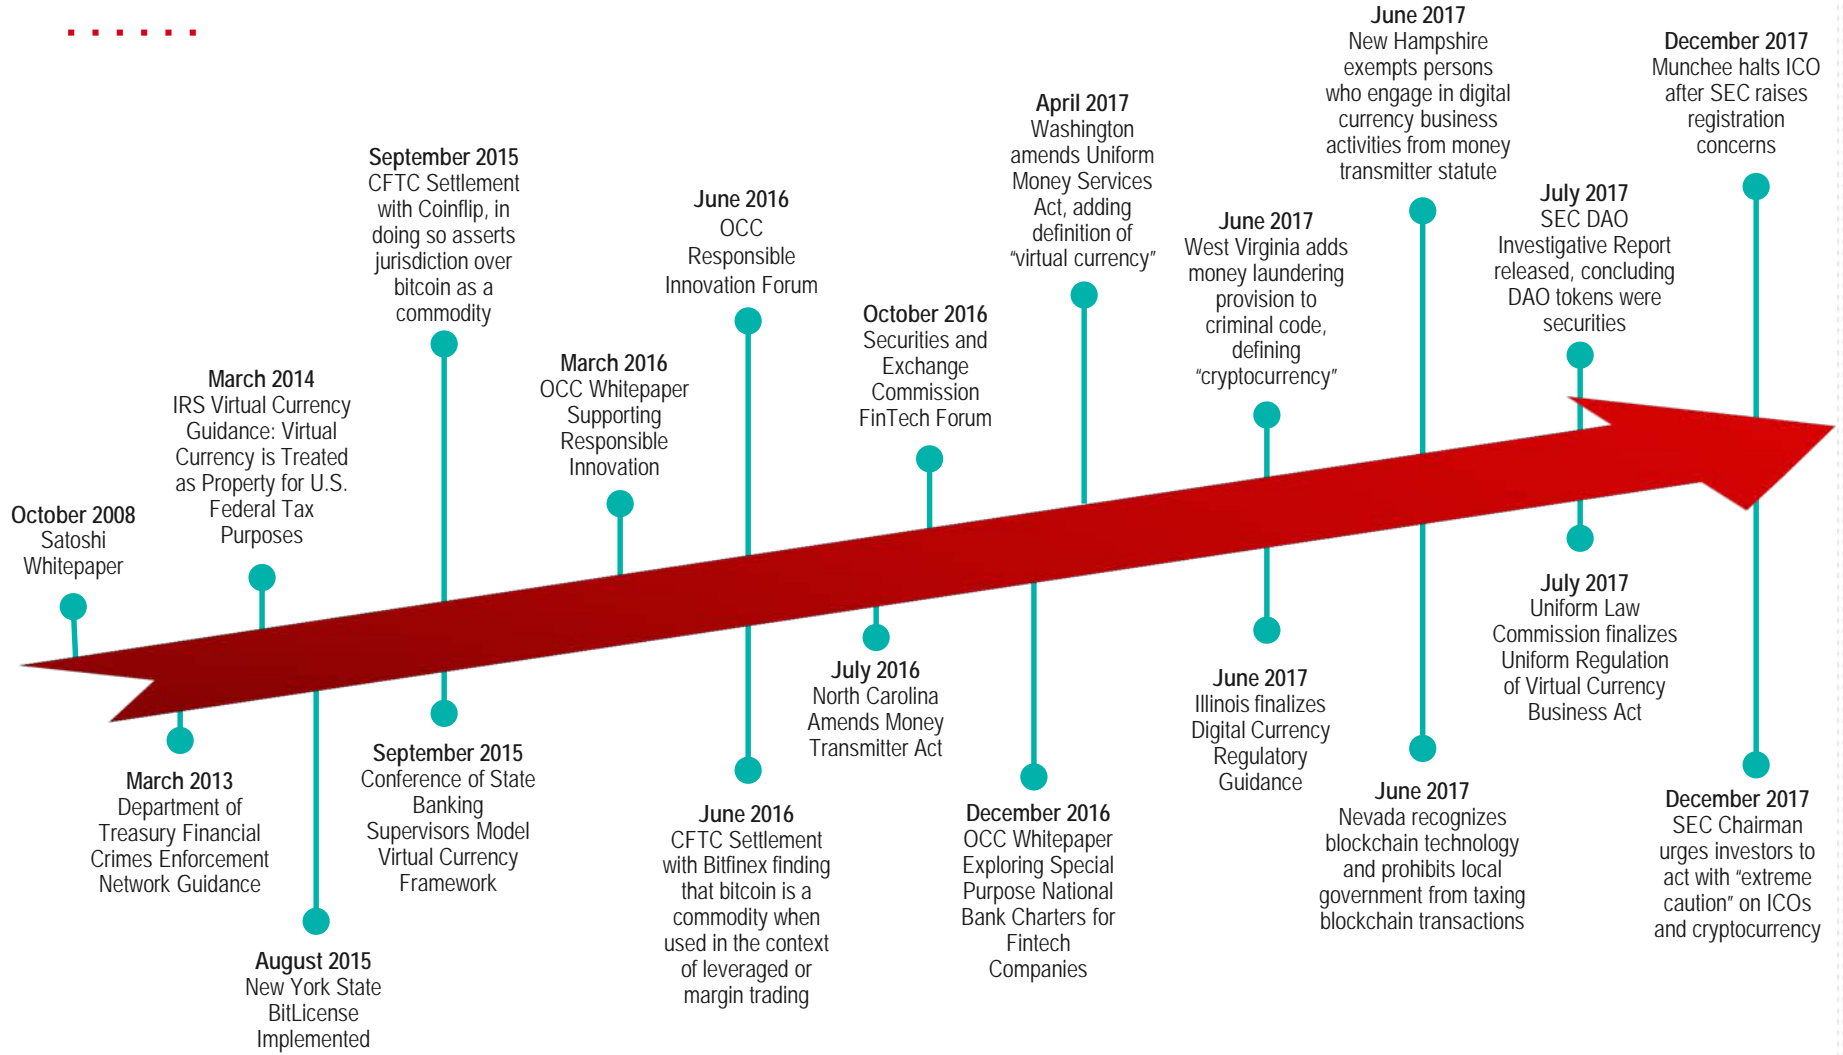 October 2008
Satoshi
Whitepaper
March 2013
Department of
Treasury Financial
Crimes Enforcement
Network Guidance
March 2014
IRS Virtual Currency
Guidance: Virtual
Currency is Treated
as Property for U.S.
Federal Tax
Purposes
August 2015
New York State
BitLicense
Implemented
September 2015
CFTC Settlement
with Coinflip, in
doing so asserts
jurisdiction over
bitcoin as a
commodity
September 2015
Conference of State
Banking
Supervisors Model
Virtual Currency
Framework
March 2016
OCC Whitepaper
Supporting
Responsible
Innovation
June 2016
OCC
Responsible
Innovation Forum
June 2016
CFTC Settlement
with Bitfinex finding
that bitcoin is a
commodity when
used in the context
of leveraged or
margin trading
July 2016
North Carolina
Amends Money
Transmitter Act
October 2016
Securities and
Exchange
Commission
FinTech Forum
December 2016
OCC Whitepaper
Exploring Special
Purpose National
Bank Charters for
Fintech
Companies
April 2017
Washington
amends Uniform
Money Services
Act, adding
definition of
“virtual currency”
June 2017
West Virginia adds
money laundering
provision to
criminal code,
defining
“cryptocurrency”
June 2017
Illinois finalizes
Digital Currency
Regulatory
Guidance
June 2017
New Hampshire
exempts persons
who engage in digital
currency business
activities from money
transmitter statute
June 2017
Nevada recognizes
blockchain technology
and prohibits local
government from taxing
blockchain transactions
July 2017
SEC DAO
Investigative Report
released, concluding
DAO tokens were
securities
July 2017
Uniform Law
Commission finalizes
Uniform Regulation
of Virtual Currency
Business Act
December 2017
Munchee halts ICO
after SEC raises
registration
concerns
December 2017
SEC Chairman
urges investors to
act with “extreme
caution” on ICOs
and cryptocurrency